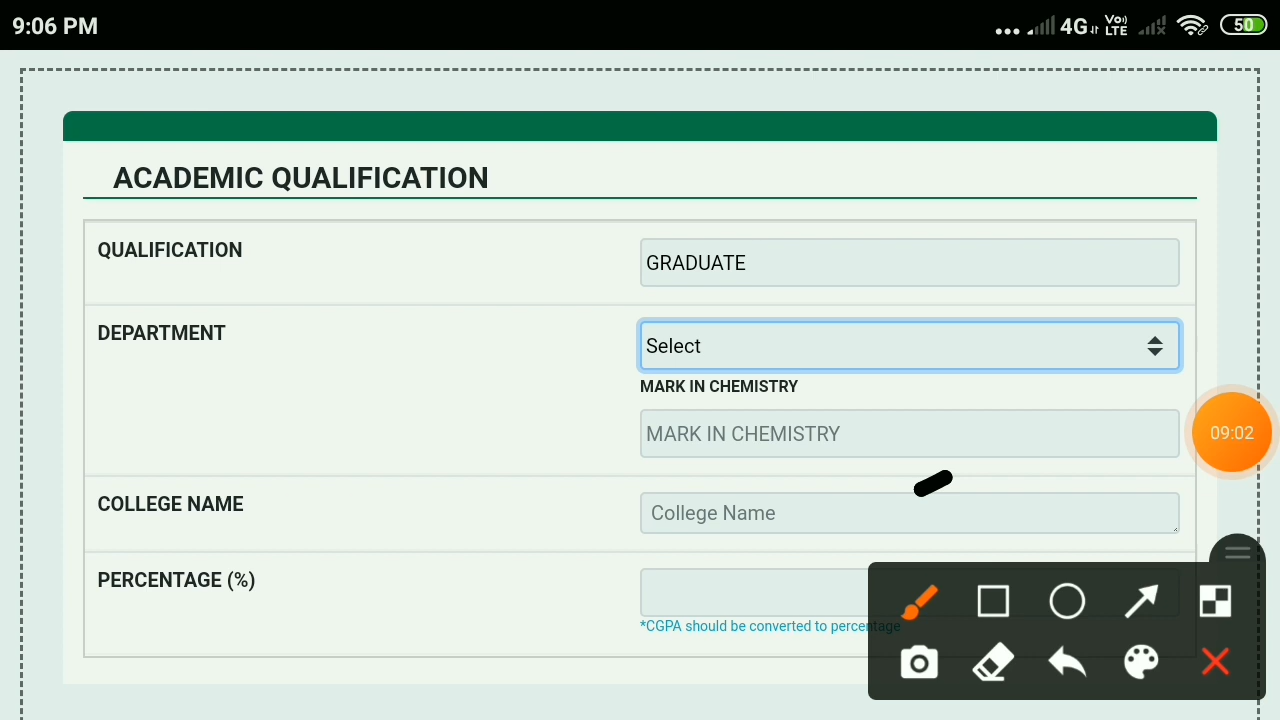 9:06 PM
4G
Vo))
LTE
50
ACADEMIC QUALIFICATION
QUALIFICATION
GRADUATE
DEPARTMENT
Select
MARK IN CHEMISTRY
MARK IN CHEMISTRY
09:02
COLLEGE NAME
College Name
PERCENTAGE (%)
*CGPA should be converted to percentage